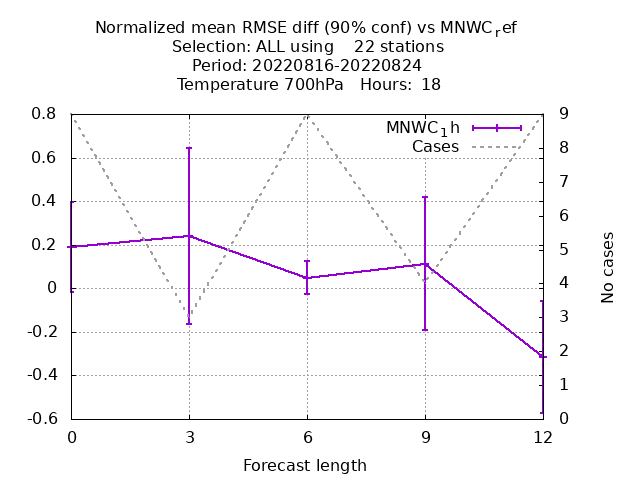 Normalized mean RMSE diff (90% conf) vs MNWC_ref
Selection: ALL using    22 stations
Period: 20220816-20220824
Temperature 700hPa   Hours:  18
MNWC_1h
Cases
0.8
0.6
0.4
0.2
0
-0.2
-0.4
-0.6
9
8
7
6
5
4
3
2
1
0
No cases
0 3 6 9 12
Forecast length